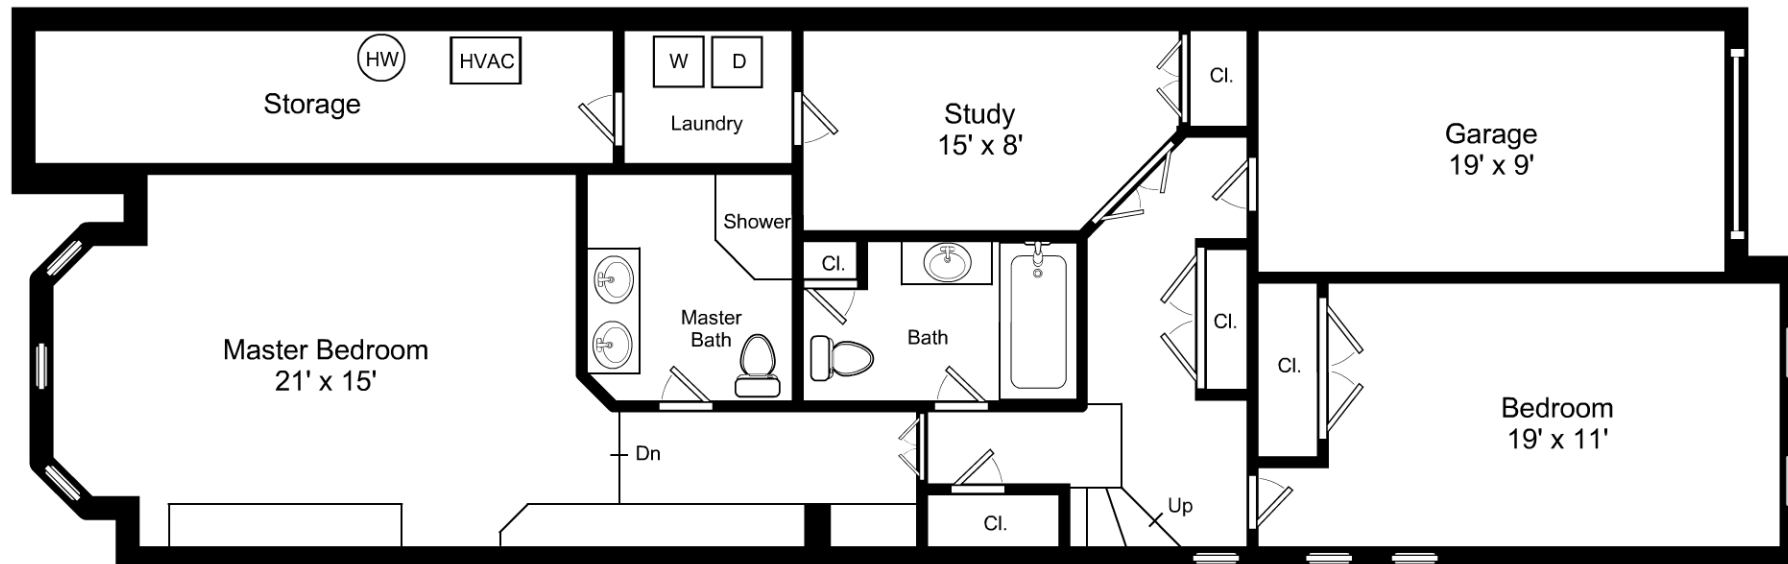 HW
HVAC
Storage
W
D
Laundry
Study
15' x 8'
Cl.
Garage
19' x 9'
Shower
Cl.
Master
Bath
Bath
Cl.
Cl.
Master Bedroom
21' x 15'
Bedroom
19' x 11'
Dn
Up
Cl.